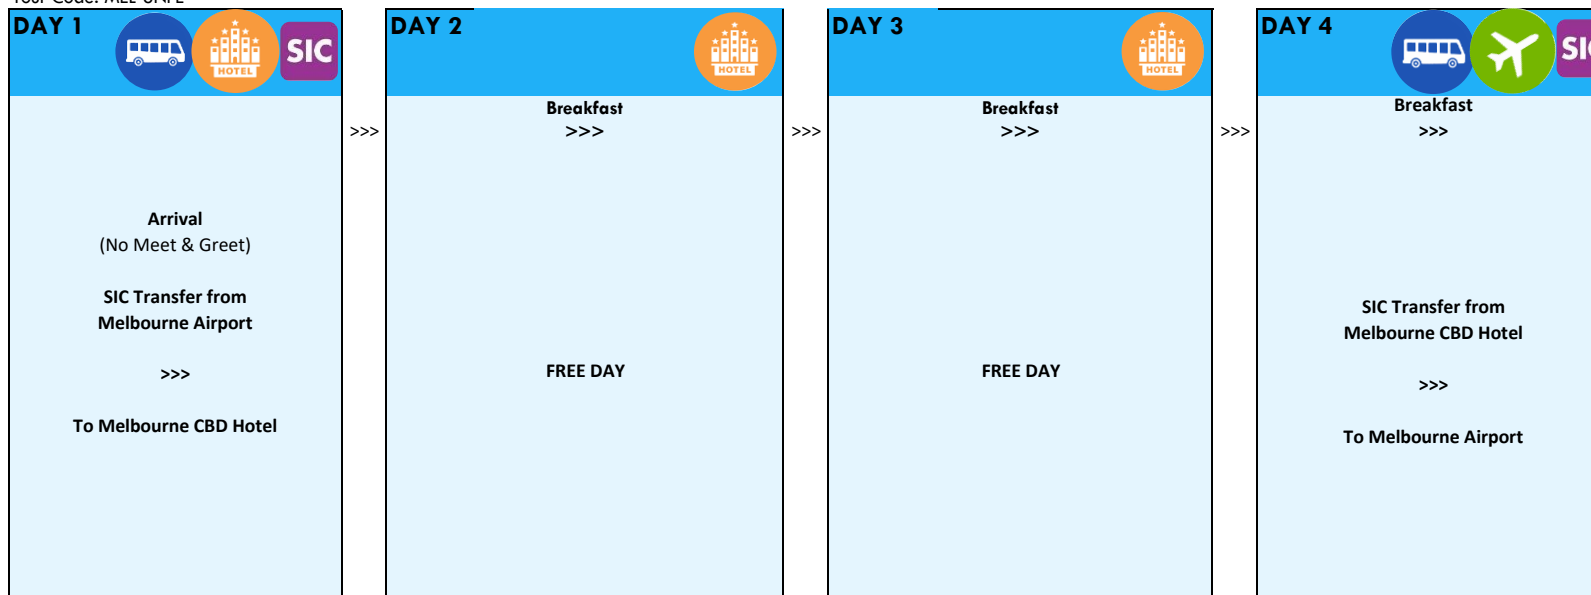 DAY 1
SIC
HOTEL
Arrival
(No Meet & Greet)
SIC Transfer from
Melbourne Airport
>>>
To Melbourne CBD Hotel
>>>
DAY 2
HOTEL
Breakfast
>>>
FREE DAY
>>>
DAY 3
HOTEL
Breakfast
>>>
FREE DAY
>>>
DAY 4
Breakfast
>>>
SIC Transfer from
Melbourne CBD Hotel
>>>
To Melbourne Airport